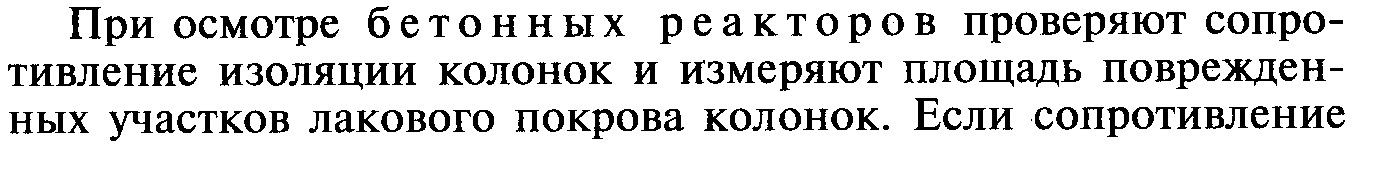 При осмотре бетонных реакторов проверяют сопро-
тивление изоляции колонок и измеряют площадь поврежден-
ных участков лакового покрова колонок. Если сопротивление